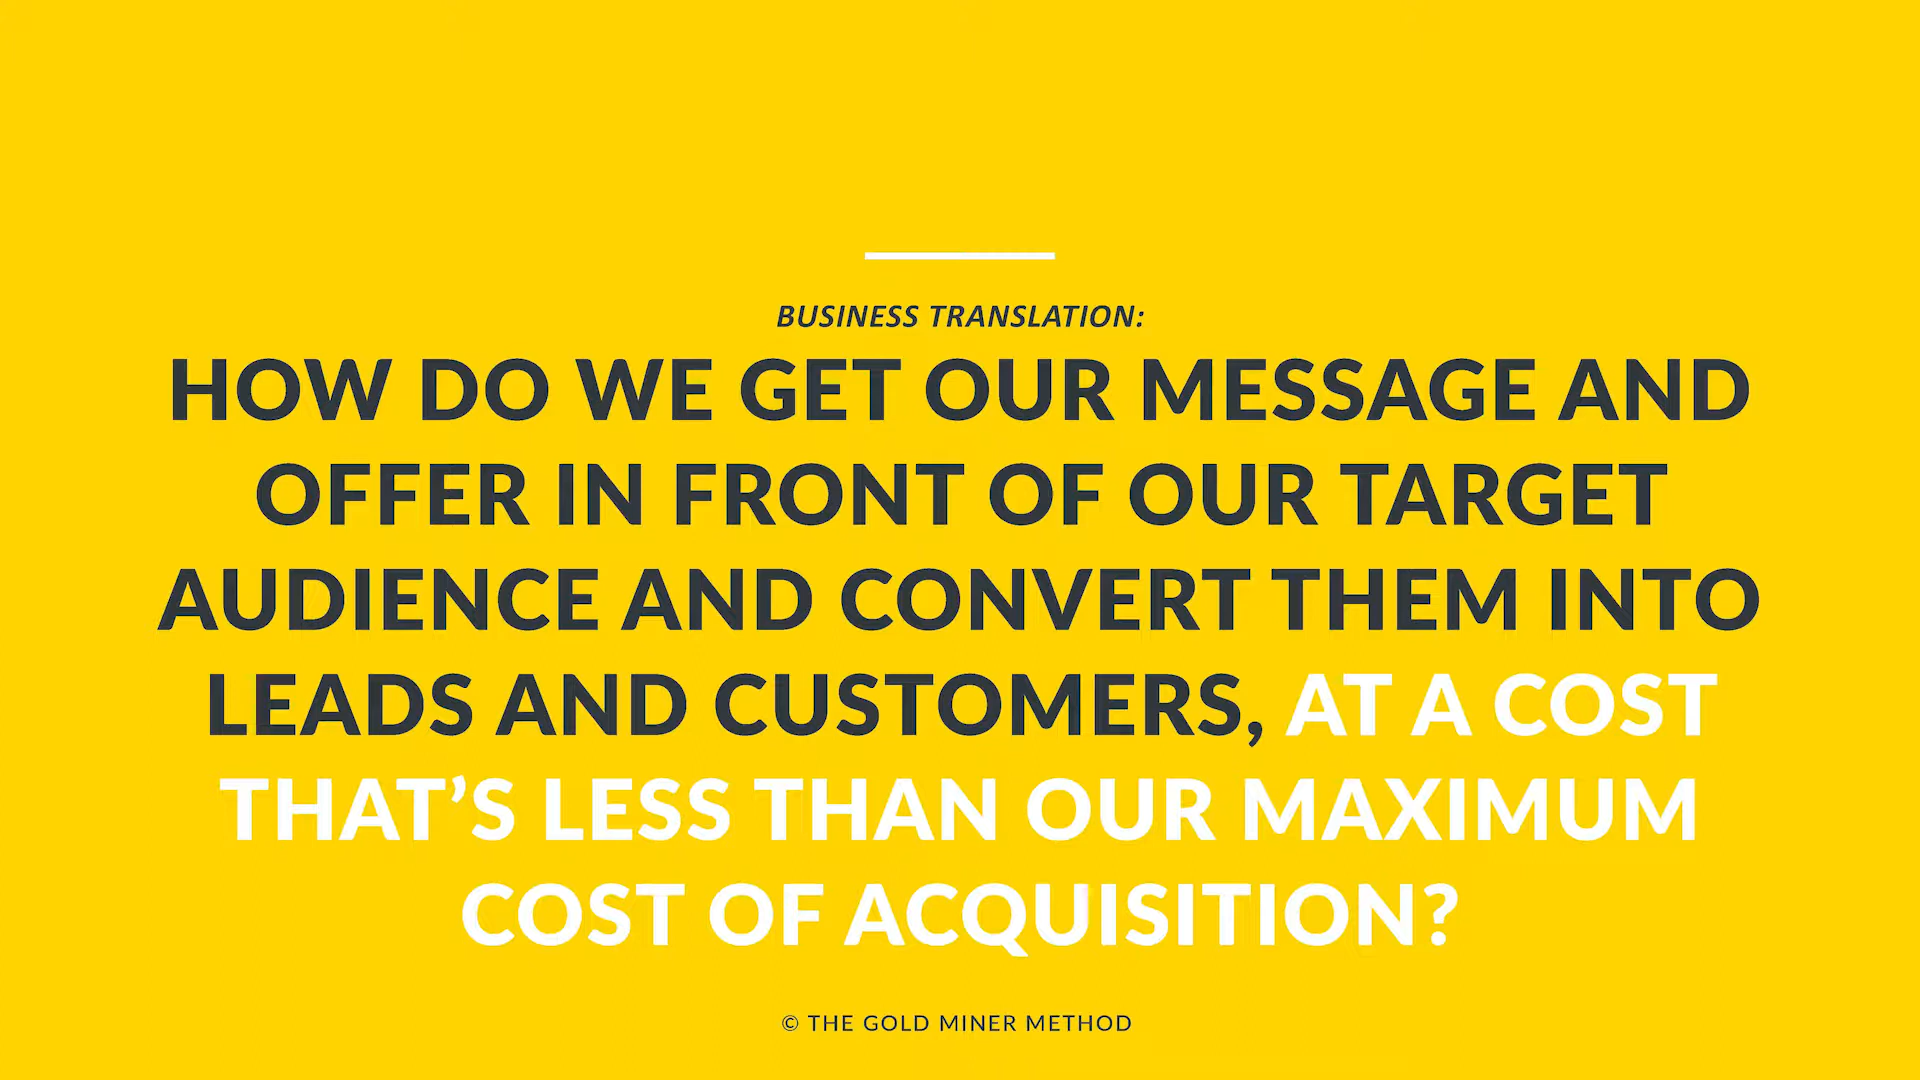 BUSINESS TRANSLATION:
HOW DO WE GET OUR MESSAGE AND
OFFER IN FRONT OF OUR TARGET
AUDIENCE AND CONVERT THEM INTO
LEADS AND CUSTOMERS, AT A COST
THAT’S LESS THAN OUR MAXIMUM
COST OF ACQUISITION?
© THE GOLD MINER METHOD